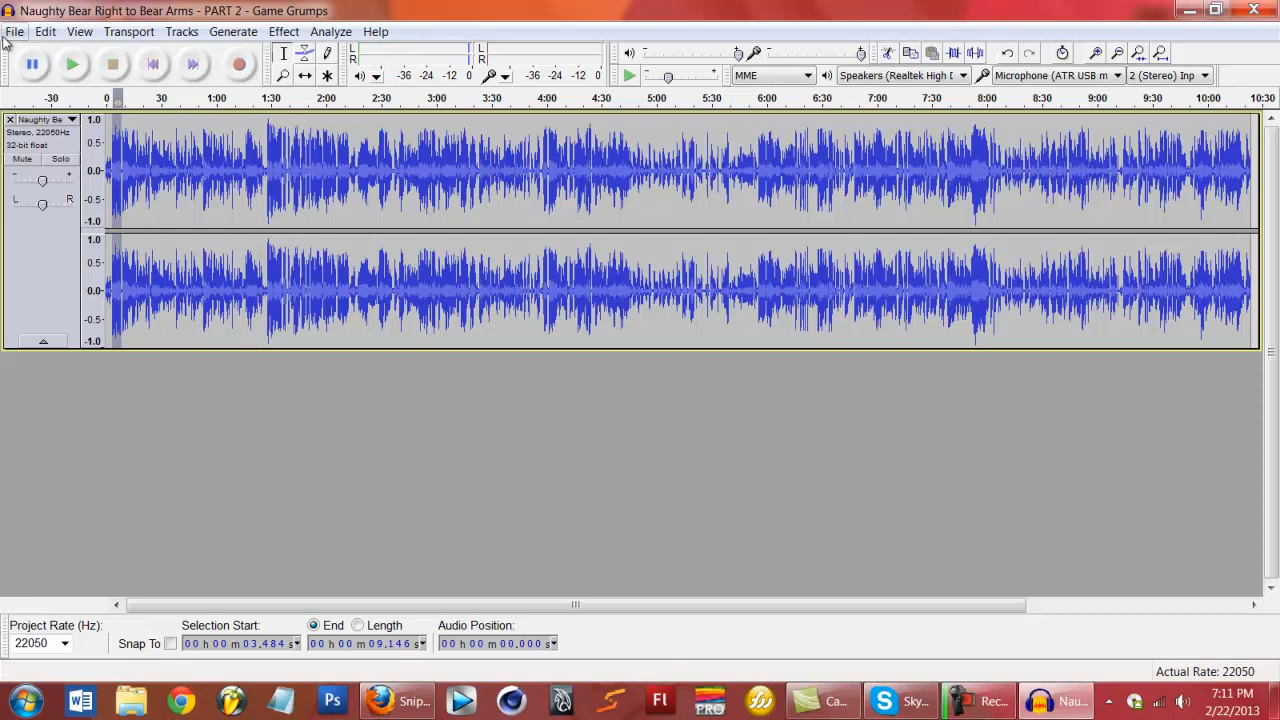 Naughty Bear Right to Bear Arms - PART 2 - Game Grumps
File Edit View Transport Tracks Generate Effect Analyze Help
L
R
-36 -24 -12 0
L
R
-36 -24 -12 0
MME
Speakers (Realtek High D
Microphone (ATR USB m
2 (Stereo) Inp
-30 0 30 1:00 1:30 2:00 2:30 3:00 3:30 4:00 4:30 5:00 5:30 6:00 6:30 7:00 7:30 8:00 8:30 9:00 9:30 10:00 10:30
Naughty Be
Stereo, 22050Hz
32-bit float
Mute Solo
- +
L R
1.0
0.5
0.0
-0.5
-1.0
1.0
0.5
0.0
-0.5
-1.0
Project Rate (Hz): Selection Start: End Length Audio Position:
22050 Snap To 00 h 00 m 03.484 s 00 h 00 m 09.146 s 00 h 00 m 00.000 s
Actual Rate: 22050
W Ps Snip... Fl PRO Ca... S Sky... Rec... Nau...
7:11 PM
2/22/2013